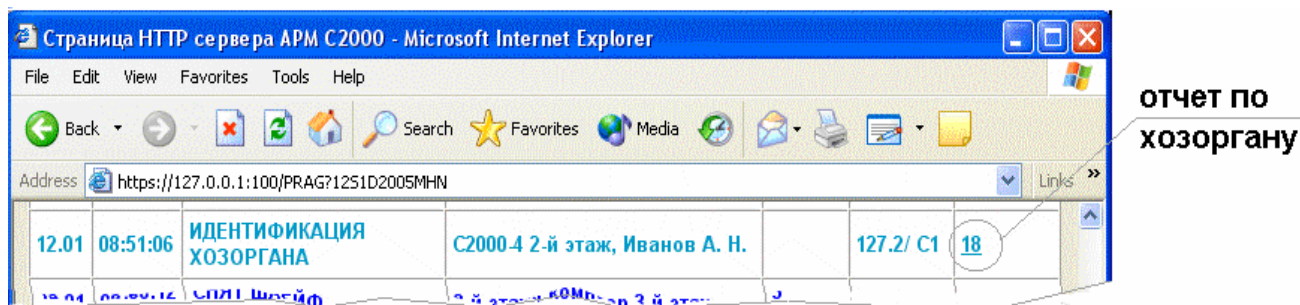 Страница HTTP сервера АРМ С2000 - Microsoft Internet Explorer
File Edit View Favorites Tools Help
Back Search Favorites Media
Address https://127.0.0.1:100/PRAG?12S1D2005MHN Links »
12.01 08:51:06 ИДЕНТИФИКАЦИЯ ХОЗОРГАНА С2000-4 2-й этаж, Иванов А. Н. 127.2/ С1 18
отчет по
хозоргану